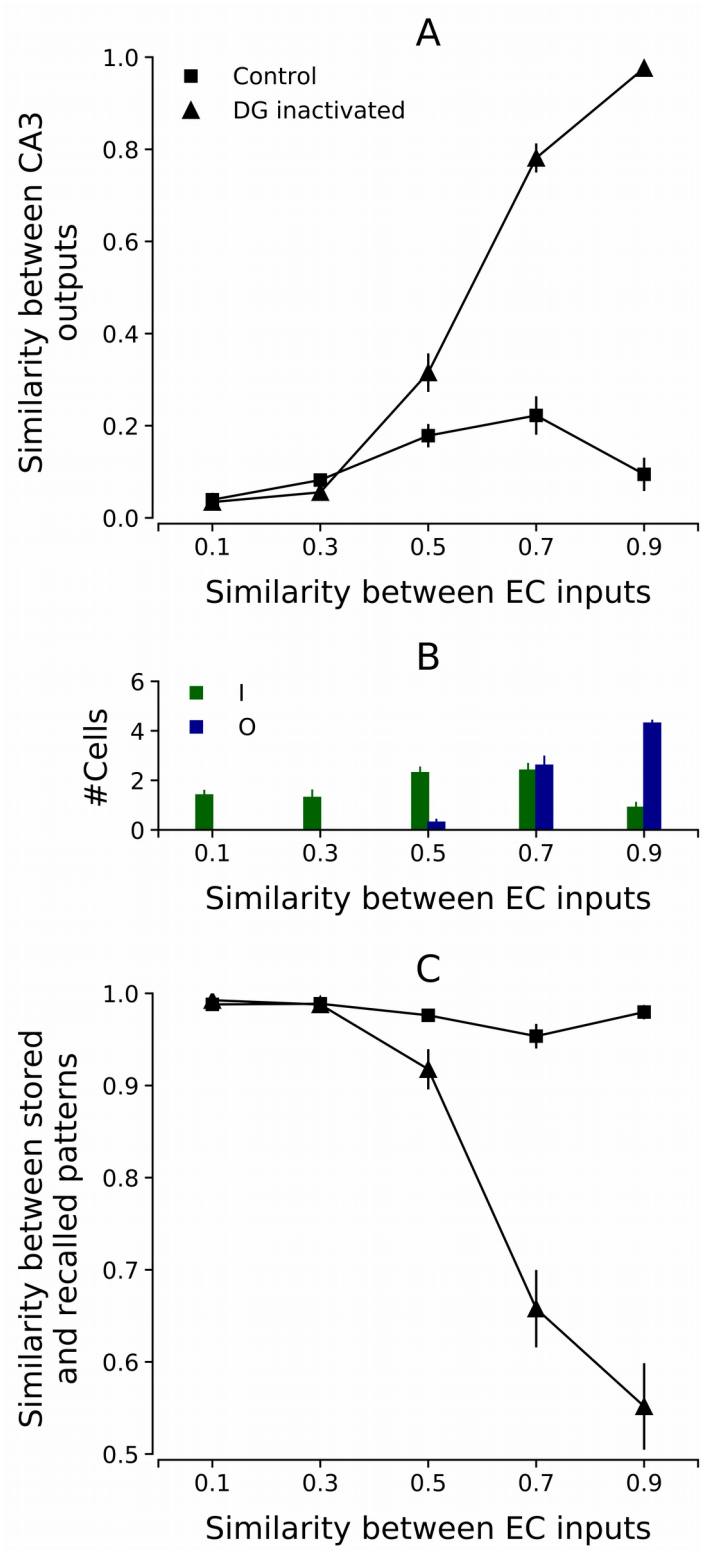 A
1.0
Control
DG inactivated
0.8
0.6
0.4
0.2
0.0
Similarity between CA3
outputs
0.1 0.3 0.5 0.7 0.9
Similarity between EC inputs
B
6
I
O
4
2
0
#Cells
0.1 0.3 0.5 0.7 0.9
Similarity between EC inputs
C
1.0
0.9
0.8
0.7
0.6
0.5
Similarity between stored
and recalled patterns
0.1 0.3 0.5 0.7 0.9
Similarity between EC inputs